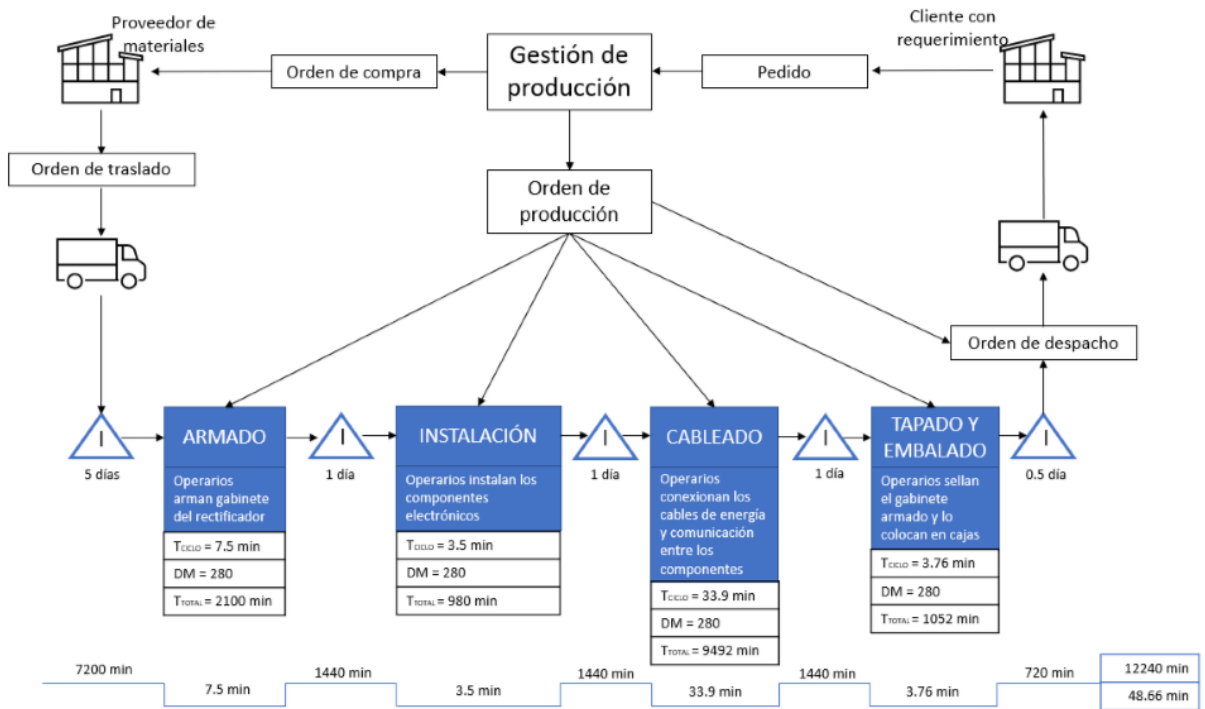 Proveedor de
materiales
Cliente con
requerimiento
Orden de compra
Gestión de
producción
Pedido
Orden de traslado
Orden de
producción
Orden de despacho
I
5 días
ARMADO
Operarios
arman gabinete
del rectificador
TCICLO = 7.5 min
DM = 280
TTOTAL = 2100 min
I
1 día
INSTALACIÓN
Operarios instalan los
componentes
electrónicos
TCICLO = 3.5 min
DM = 280
TTOTAL = 980 min
I
1 día
CABLEADO
Operarios
conexionan los
cables de energía
y comunicación
entre los
componentes
TCICLO = 33.9 min
DM = 280
TTOTAL = 9492 min
I
1 día
TAPADO Y
EMBALADO
Operarios sellan
el gabinete
armado y lo
colocan en cajas
TCICLO = 3.76 min
DM = 280
TTOTAL = 1052 min
I
0.5 día
7200 min
7.5 min
1440 min
3.5 min
1440 min
33.9 min
1440 min
3.76 min
720 min
12240 min
48.66 min